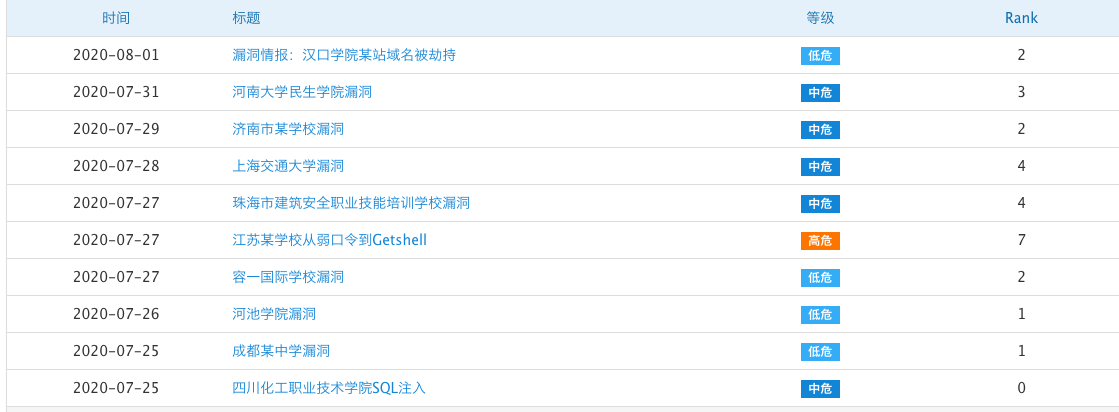 时间 标题 等级 Rank
2020-08-01 漏洞情报：汉口学院某站域名被劫持 低危 2
2020-07-31 河南大学民生学院漏洞 中危 3
2020-07-29 济南市某学校漏洞 中危 2
2020-07-28 上海交通大学漏洞 中危 4
2020-07-27 珠海市建筑安全职业技能培训学校漏洞 中危 4
2020-07-27 江苏某学校从弱口令到Getshell 高危 7
2020-07-27 容一国际学校漏洞 低危 2
2020-07-26 河池学院漏洞 低危 1
2020-07-25 成都某中学漏洞 低危 1
2020-07-25 四川化工职业技术学院SQL注入 中危 0